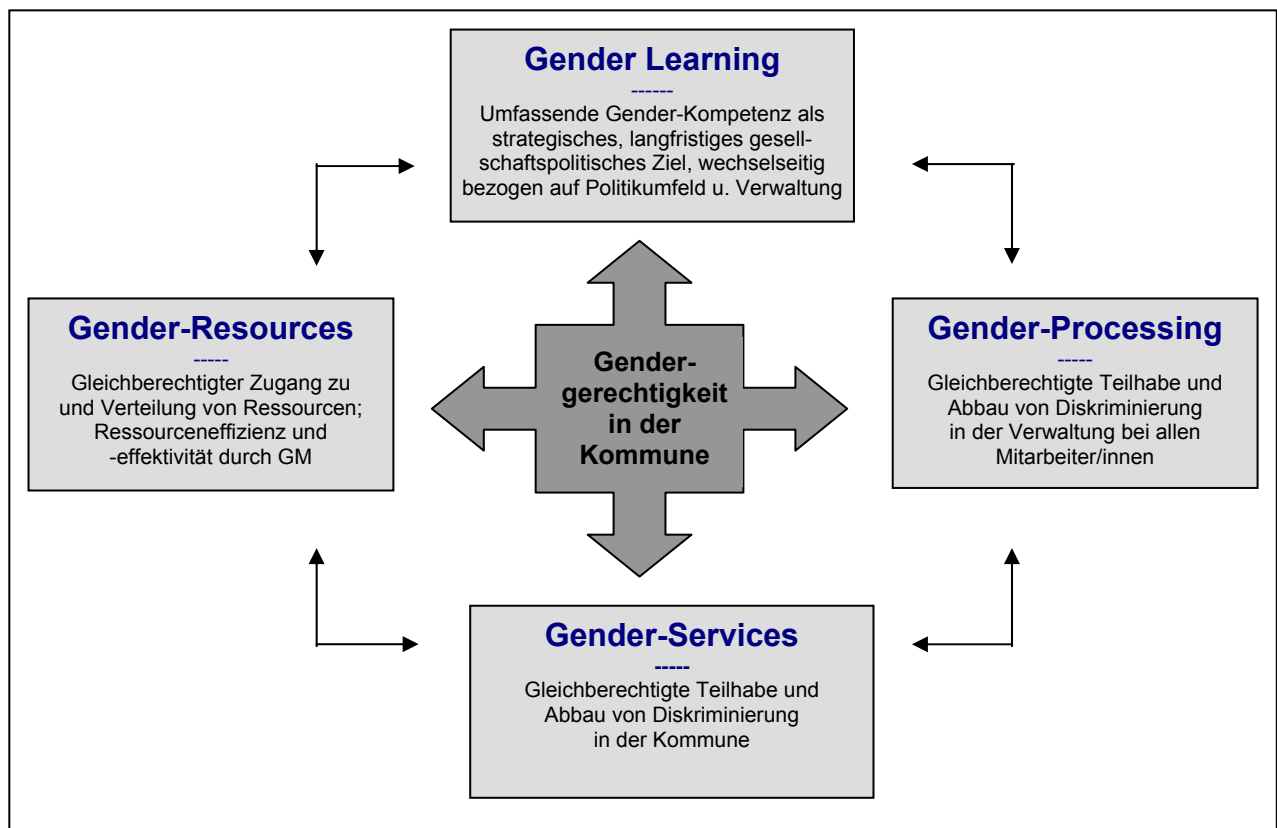 Gender Learning
------
Umfassende Gender-Kompetenz als
strategisches, langfristiges gesell-
schaftspolitisches Ziel, wechselseitig
bezogen auf Politikumfeld u. Verwaltung
Gender-Resources
-----
Gleichberechtigter Zugang zu
und Verteilung von Ressourcen;
Ressourceneffizienz und
-effektivität durch GM
Gender-
gerechtigkeit
in der
Kommune
Gender-Processing
-----
Gleichberechtigte Teilhabe und
Abbau von Diskriminierung
in der Verwaltung bei allen
Mitarbeiter/innen
Gender-Services
-----
Gleichberechtigte Teilhabe und
Abbau von Diskriminierung
in der Kommune